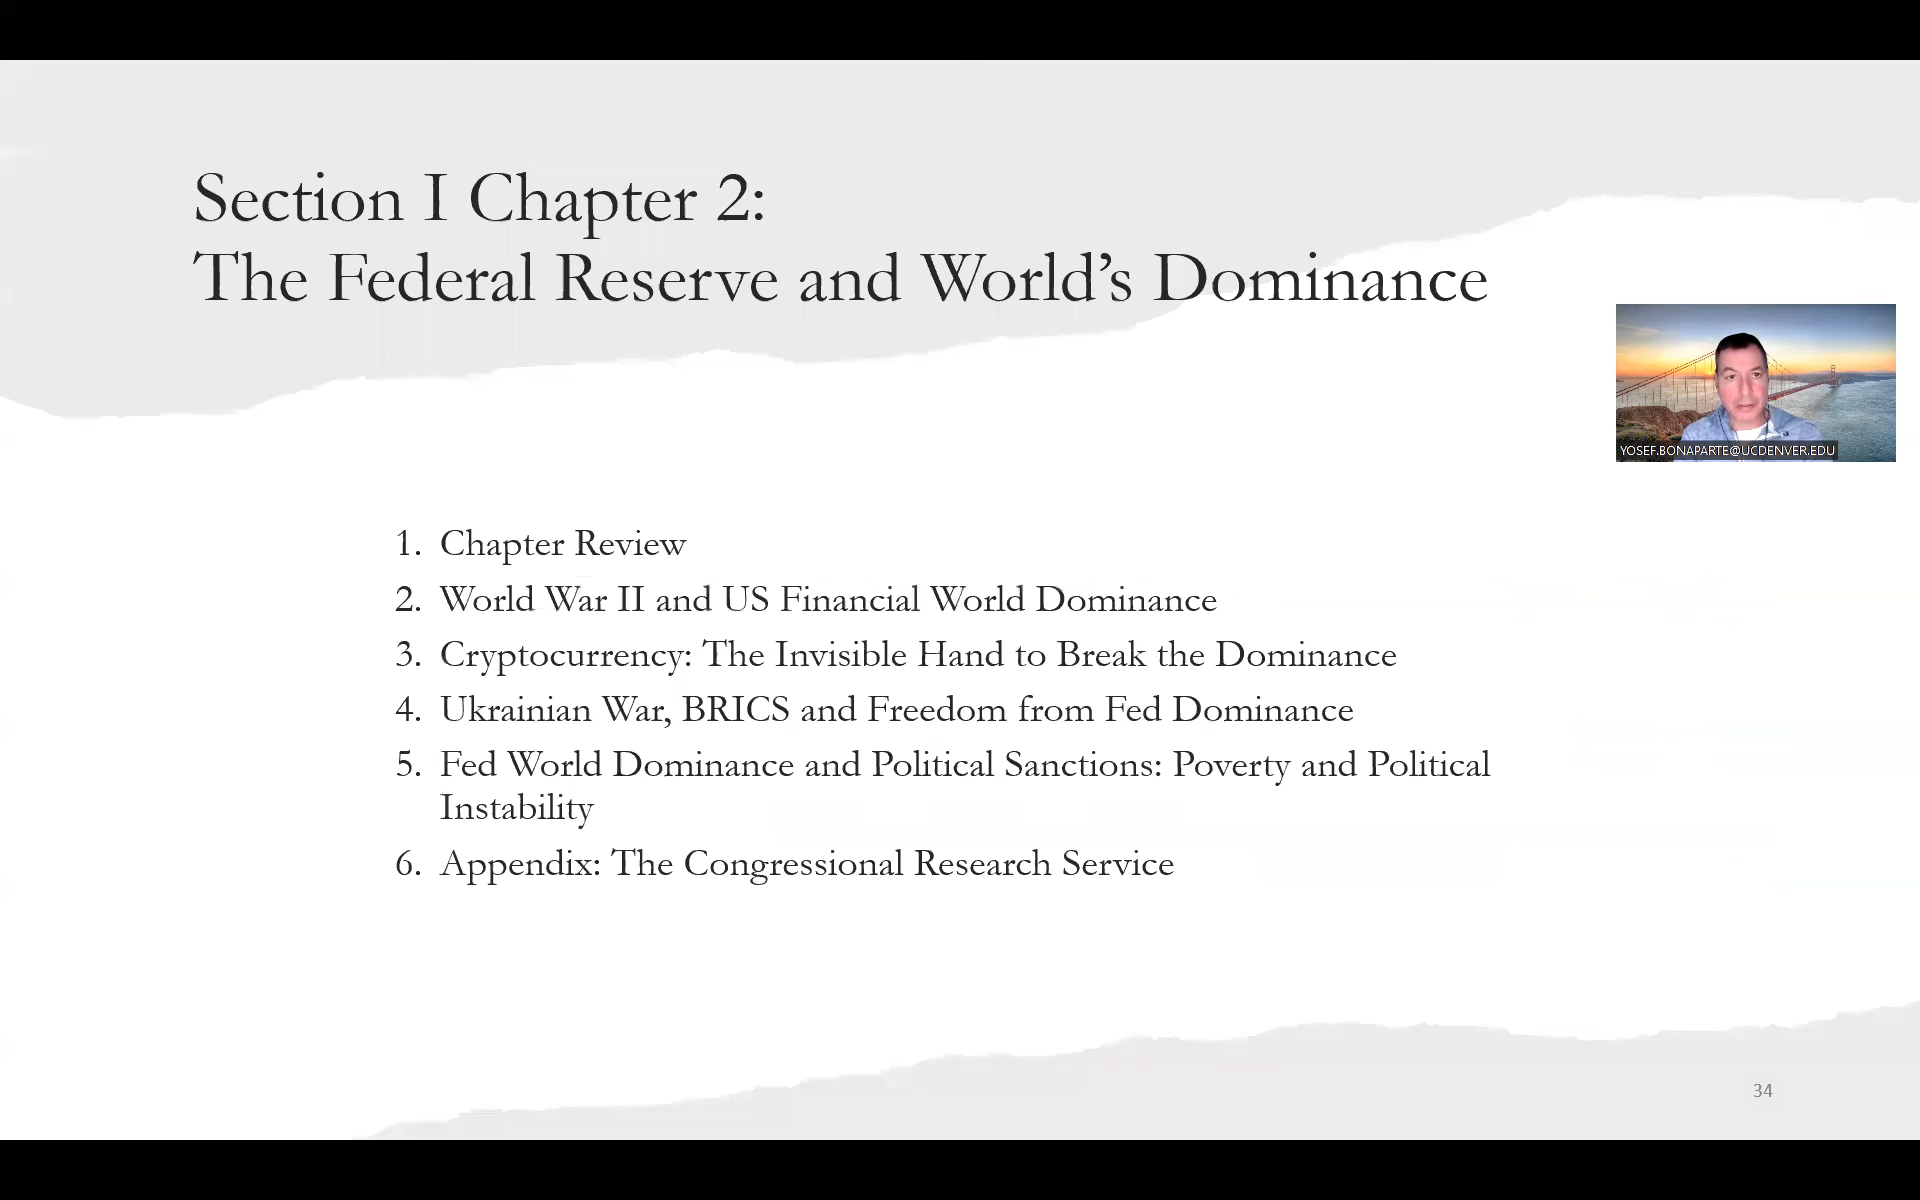 Section I Chapter 2:
The Federal Reserve and World’s Dominance
YOSEF.BONAPARTE@UCDENVER.EDU
1. Chapter Review
2. World War II and US Financial World Dominance
3. Cryptocurrency: The Invisible Hand to Break the Dominance
4. Ukrainian War, BRICS and Freedom from Fed Dominance
5. Fed World Dominance and Political Sanctions: Poverty and Political
Instability
6. Appendix: The Congressional Research Service
34